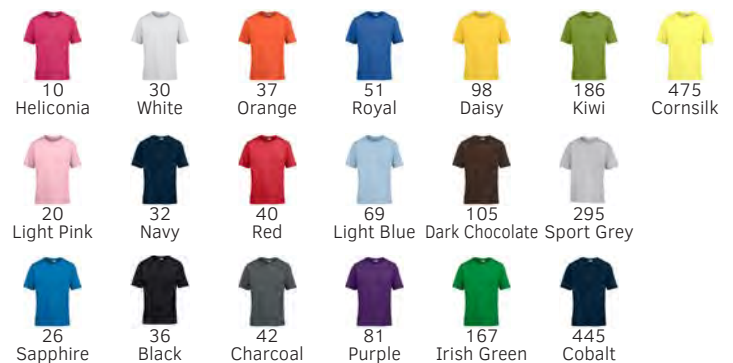 10 30 37 51 98 186 475
Heliconia White Orange Royal Daisy Kiwi Cornsilk
20 32 40 69 105 295
Light Pink Navy Red Light Blue Dark Chocolate Sport Grey
26 36 42 81 167 445
Sapphire Black Charcoal Purple Irish Green Cobalt